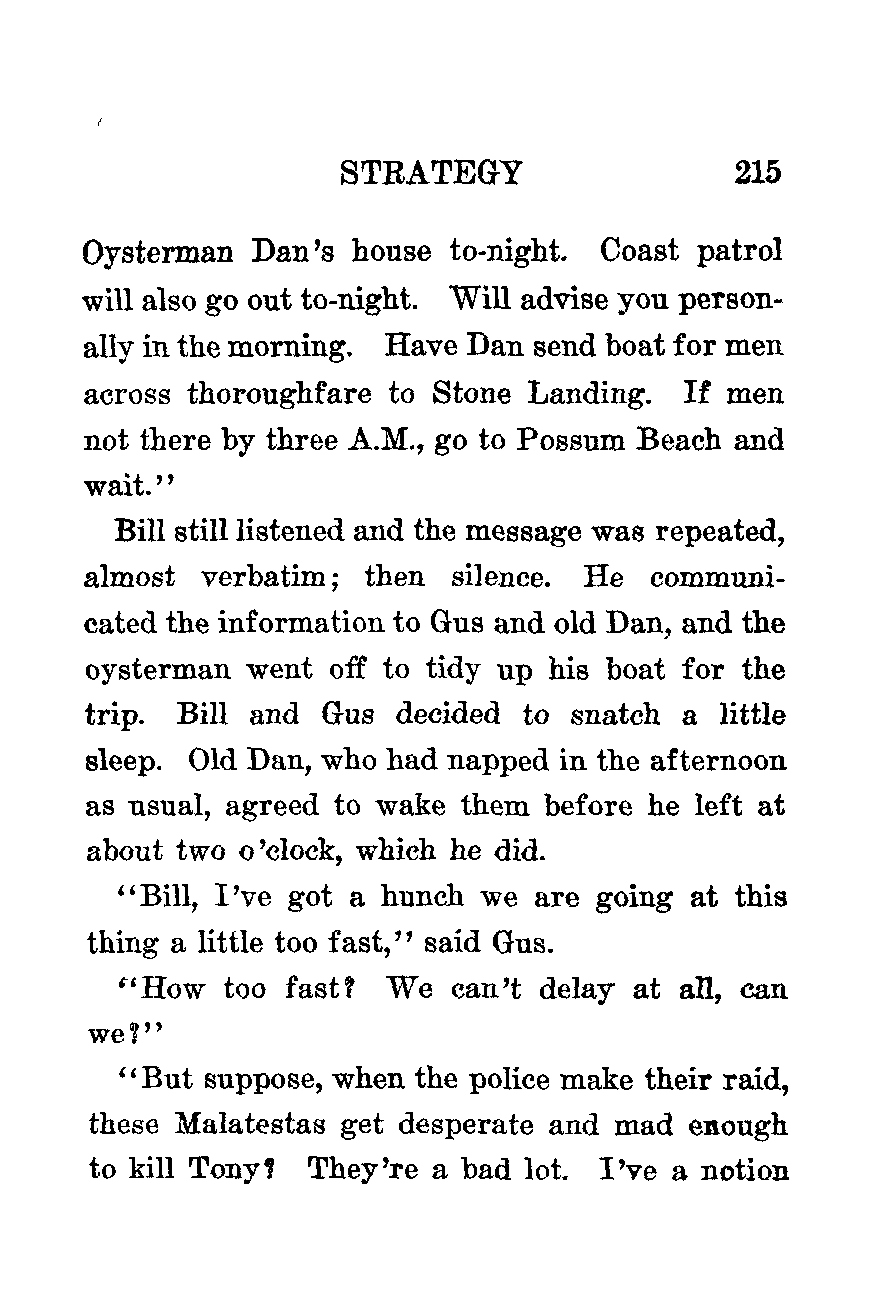 STRATEGY 215
Oysterman Dan's house to-night. Coast patrol
will also go out to-night. Will advise you person-
ally in the morning. Have Dan send boat for men
across thoroughfare to Stone Landing. If men
not there by three A.M., go to Possum Beach and
wait.''
Bill still listened and the message was repeated,
almost verbatim; then silence. He communi-
cated the information to Gus and old Dan, and the
oysterman went off to tidy up his boat for the
trip. Bill and Gus decided to snatch a little
sleep. Old Dan, who had napped in the afternoon
as usual, agreed to wake them before he left at
about two o'clock, which he did.
''Bill, I've got a hunch we are going at this
thing a little too fast,'' said Gus.
''How too fast? We can't delay at all, can
we?''
''But suppose, when the police make their raid,
these Malatestas get desperate and mad enough
to kill Tony? They're a bad lot. I've a notion